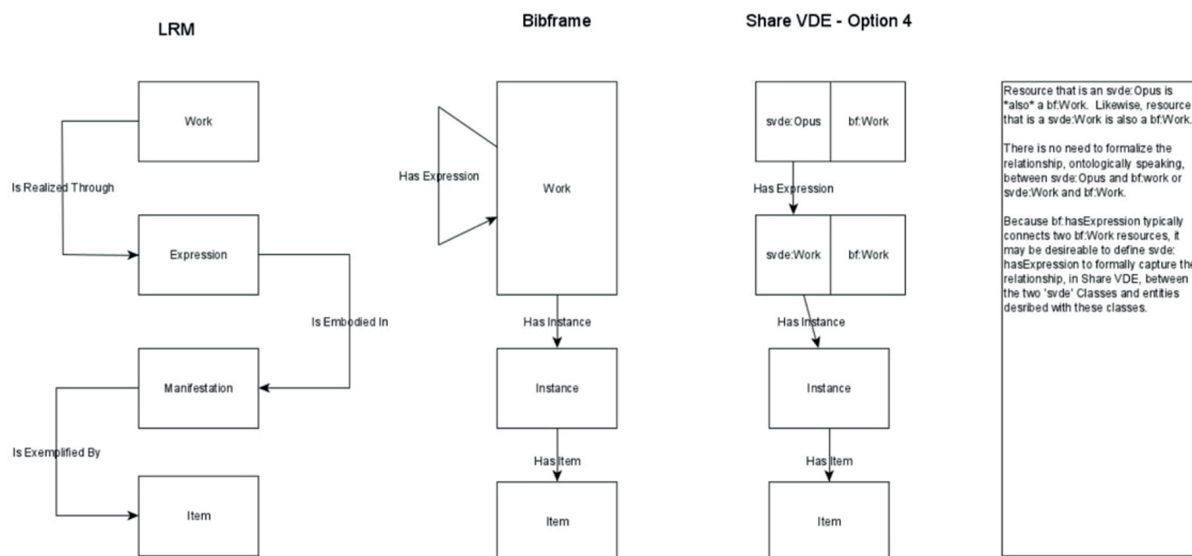 LRM
Bibframe
Share VDE - Option 4
Work
Is Realized Through
Expression
Is Embodied In
Manifestation
Is Exemplified By
Item
Has Expression
Work
Has Instance
Instance
Has Item
Item
svde:Opus
bf:Work
Has Expression
svde:Work
bf:Work
Has Instance
Instance
Has Item
Item
Resource that is an svde:Opus is
*also* a bf:Work. Likewise, resource
that is a svde:Work is also a bf:Work.
There is no need to formalize the
relationship, ontologically speaking,
between svde:Opus and bf:work or
svde:Work and bf:Work.
Because bf:hasExpression typically
connects two bf:Work resources, it
may be desireable to define svde:
hasExpression to formally capture the
relationship, in Share VDE, between
the two 'svde' Classes and entities
desribed with these classes.